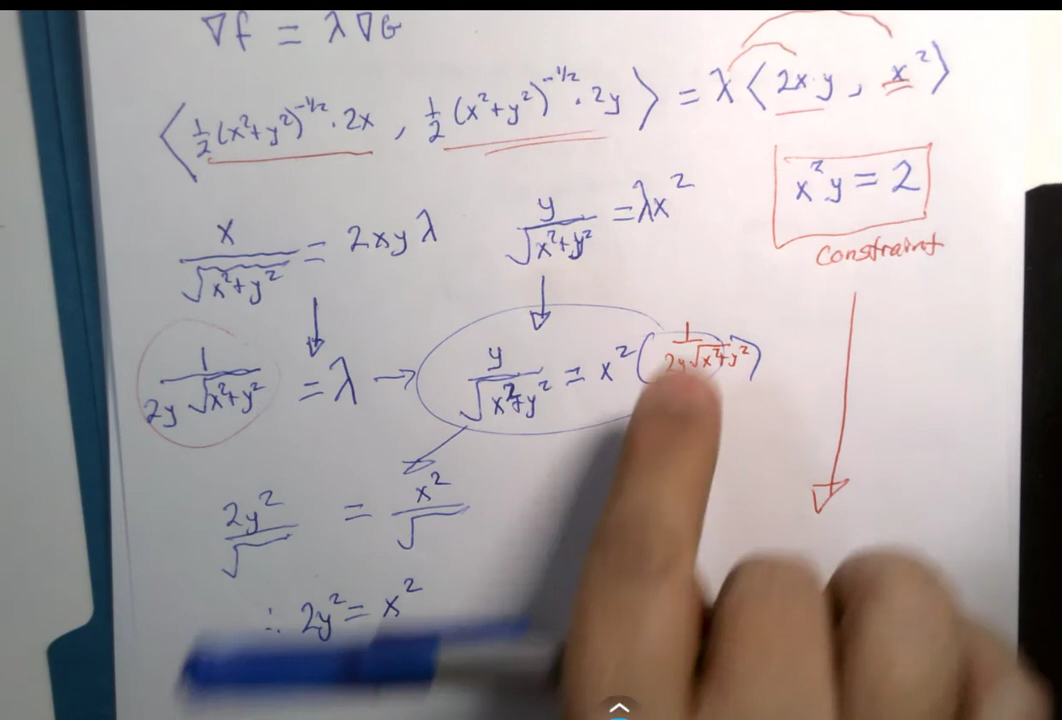 ∇f = λ∇G
⟨ 1/2 (x²+y²)^(-1/2) · 2x , 1/2 (x²+y²)^(-1/2) · 2y ⟩ = λ ⟨ 2x·y , x² ⟩
x²y = 2
constraint
x/√(x²+y²) = 2xyλ
y/√(x²+y²) = λx²
1/(2y√(x²+y²)) = λ → y/√(x²+y²) = x² (1/(2y√(x²+y²)))
2y²/√ = x²/√
∴ 2y² = x²